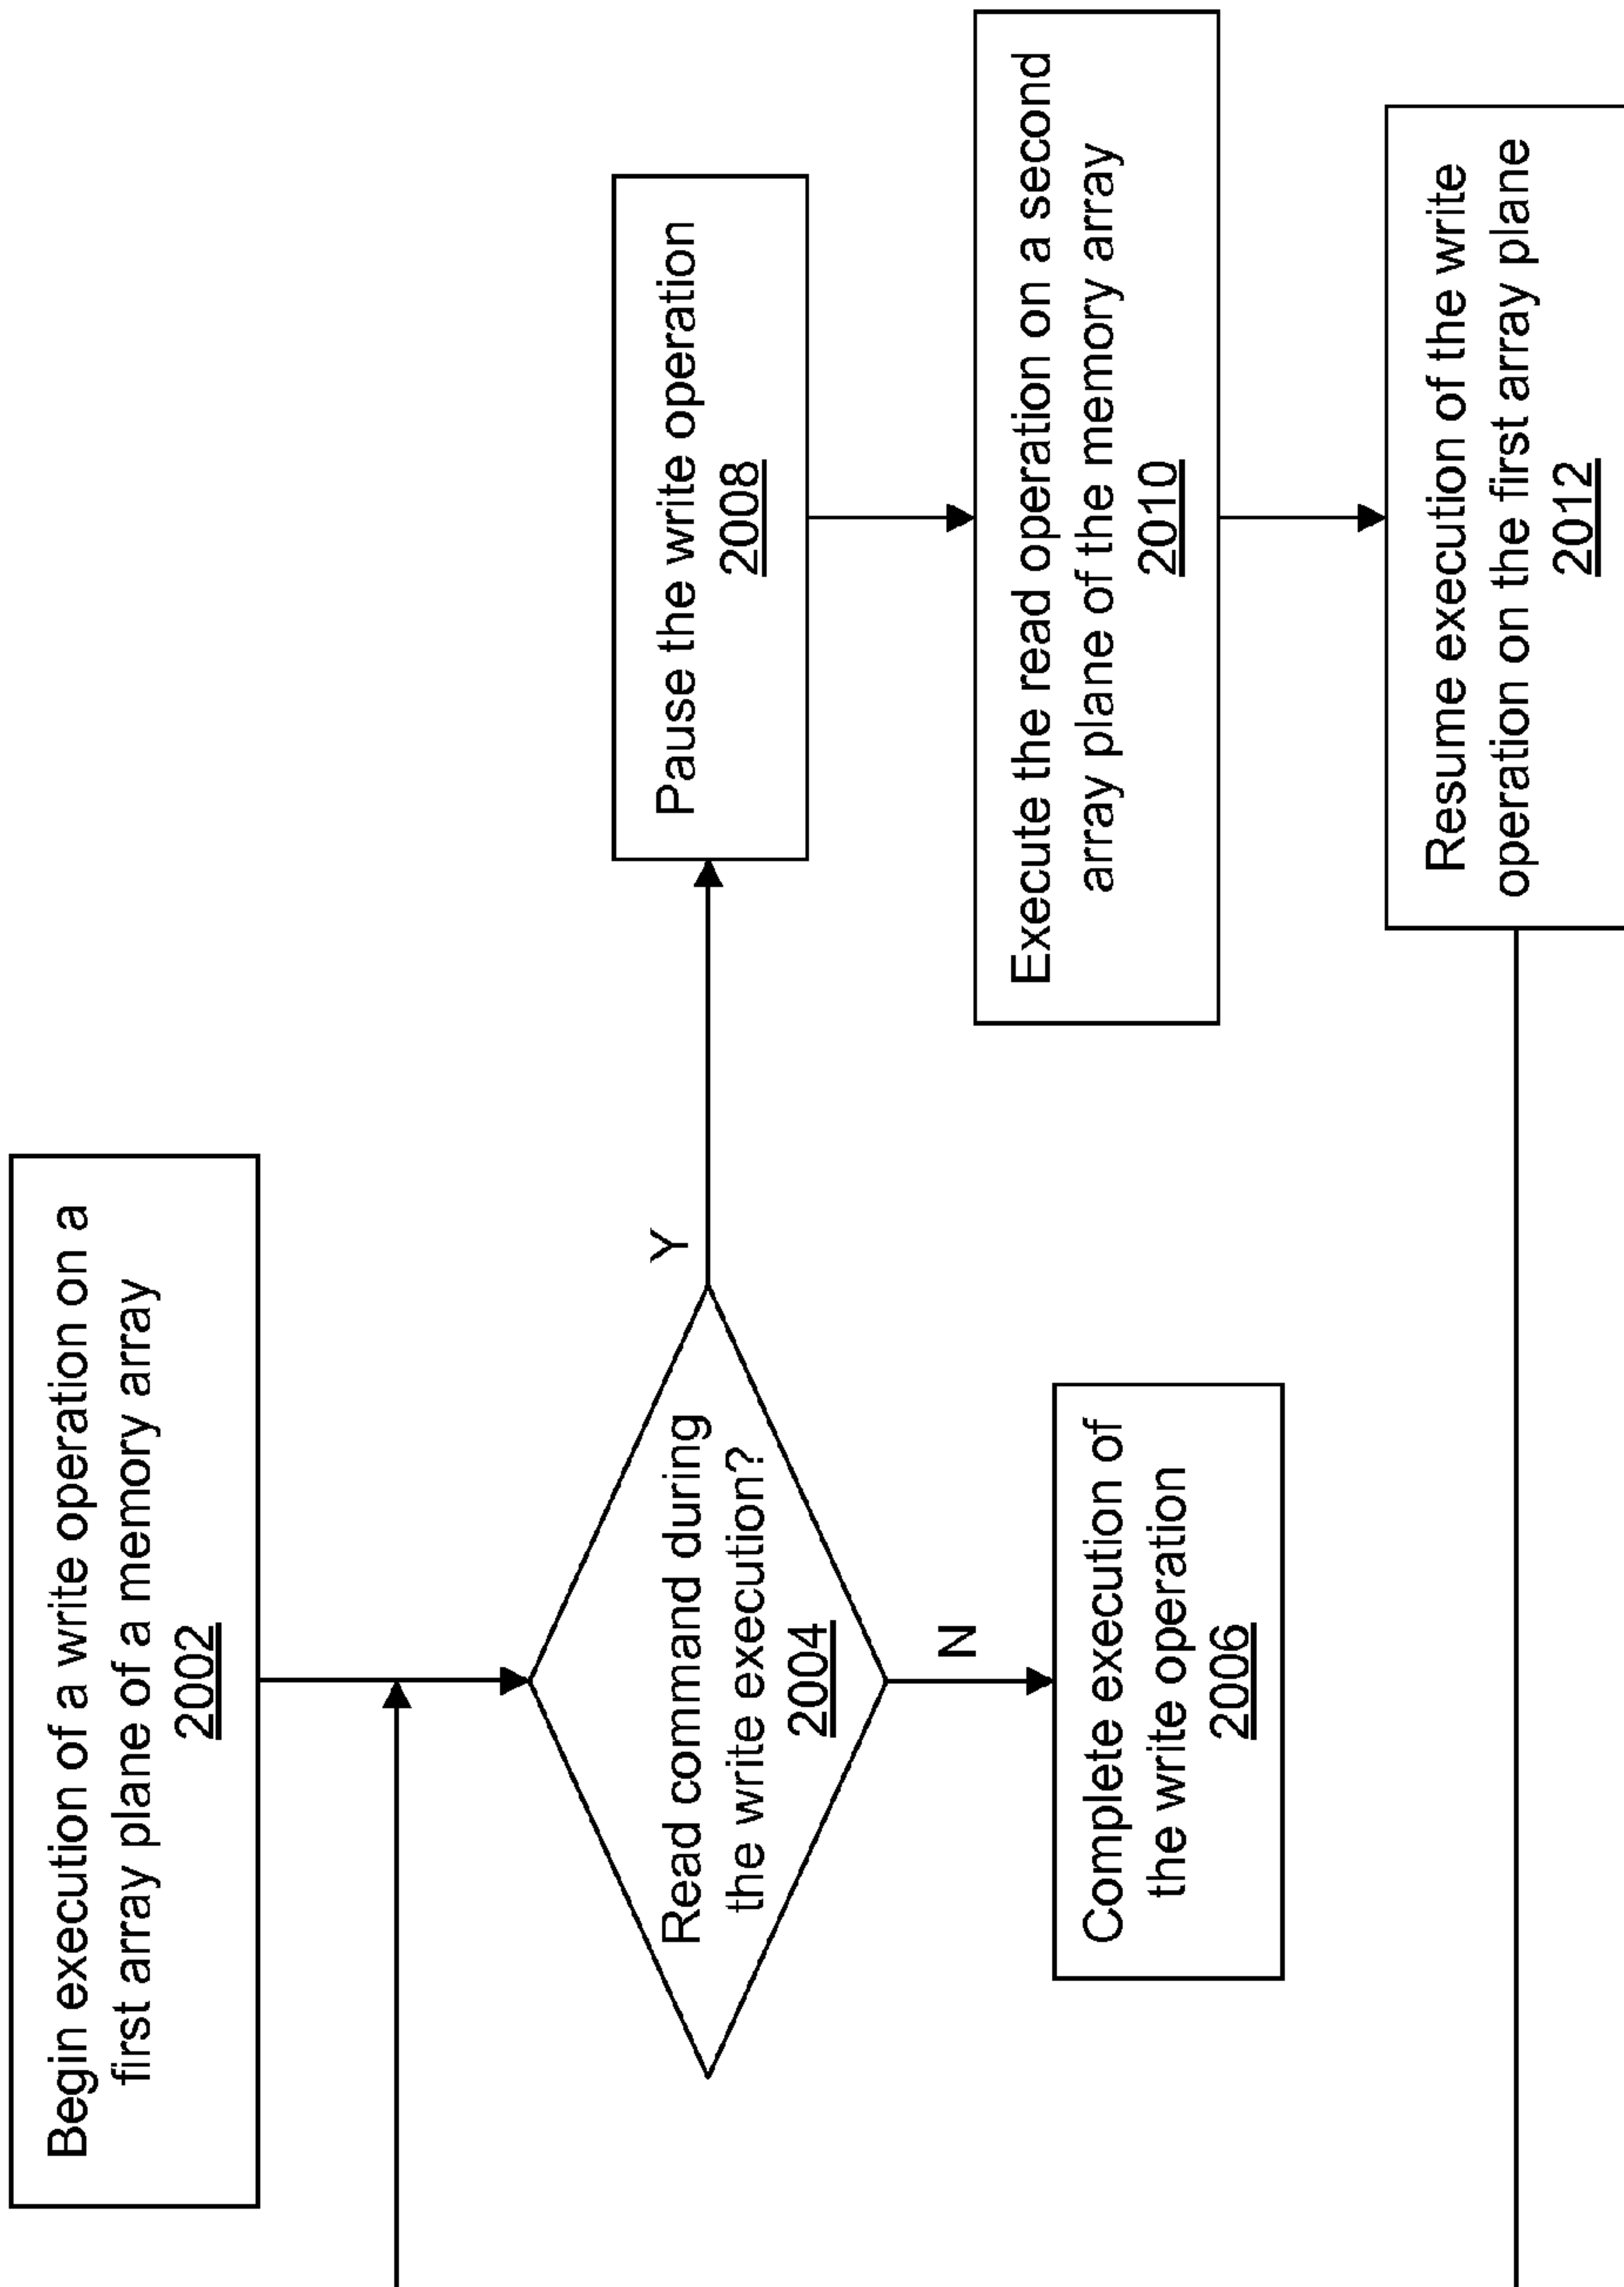 Begin execution of a write operation on a
first array plane of a memory array
2002
Read command during
the write execution?
2004
Y
N
Complete execution of
the write operation
2006
Pause the write operation
2008
Execute the read operation on a second
array plane of the memory array
2010
Resume execution of the write
operation on the first array plane
2012